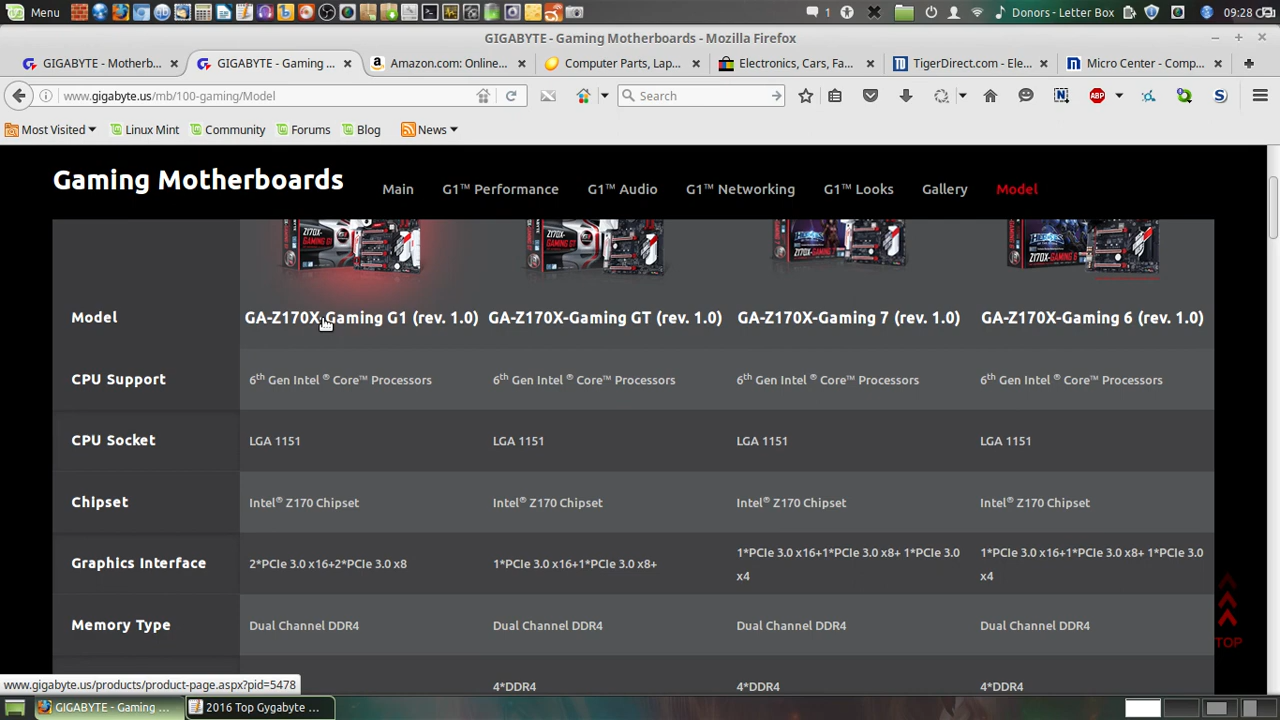 Menu
1
Donors - Letter Box
09:28
GIGABYTE - Gaming Motherboards - Mozilla Firefox
GIGABYTE - Motherb...
GIGABYTE - Gaming ...
Amazon.com: Online...
Computer Parts, Lap...
Electronics, Cars, Fa...
TigerDirect.com - Ele...
Micro Center - Comp...
www.gigabyte.us/mb/100-gaming/Model
Search
ABP
Most Visited
Linux Mint
Community
Forums
Blog
News
Gaming Motherboards
Main
G1™ Performance
G1™ Audio
G1™ Networking
G1™ Looks
Gallery
Model
Model
GA-Z170X-Gaming G1 (rev. 1.0)
GA-Z170X-Gaming GT (rev. 1.0)
GA-Z170X-Gaming 7 (rev. 1.0)
GA-Z170X-Gaming 6 (rev. 1.0)
CPU Support
6th Gen Intel ® Core™ Processors
6th Gen Intel ® Core™ Processors
6th Gen Intel ® Core™ Processors
6th Gen Intel ® Core™ Processors
CPU Socket
LGA 1151
LGA 1151
LGA 1151
LGA 1151
Chipset
Intel® Z170 Chipset
Intel® Z170 Chipset
Intel® Z170 Chipset
Intel® Z170 Chipset
Graphics Interface
2*PCIe 3.0 x16+2*PCIe 3.0 x8
1*PCIe 3.0 x16+1*PCIe 3.0 x8+
1*PCIe 3.0 x16+1*PCIe 3.0 x8+ 1*PCIe 3.0
x4
1*PCIe 3.0 x16+1*PCIe 3.0 x8+ 1*PCIe 3.0
x4
TOP
Memory Type
Dual Channel DDR4
Dual Channel DDR4
Dual Channel DDR4
Dual Channel DDR4
4*DDR4
4*DDR4
4*DDR4
www.gigabyte.us/products/product-page.aspx?pid=5478
GIGABYTE - Gaming ...
2016 Top Gygabyte ...